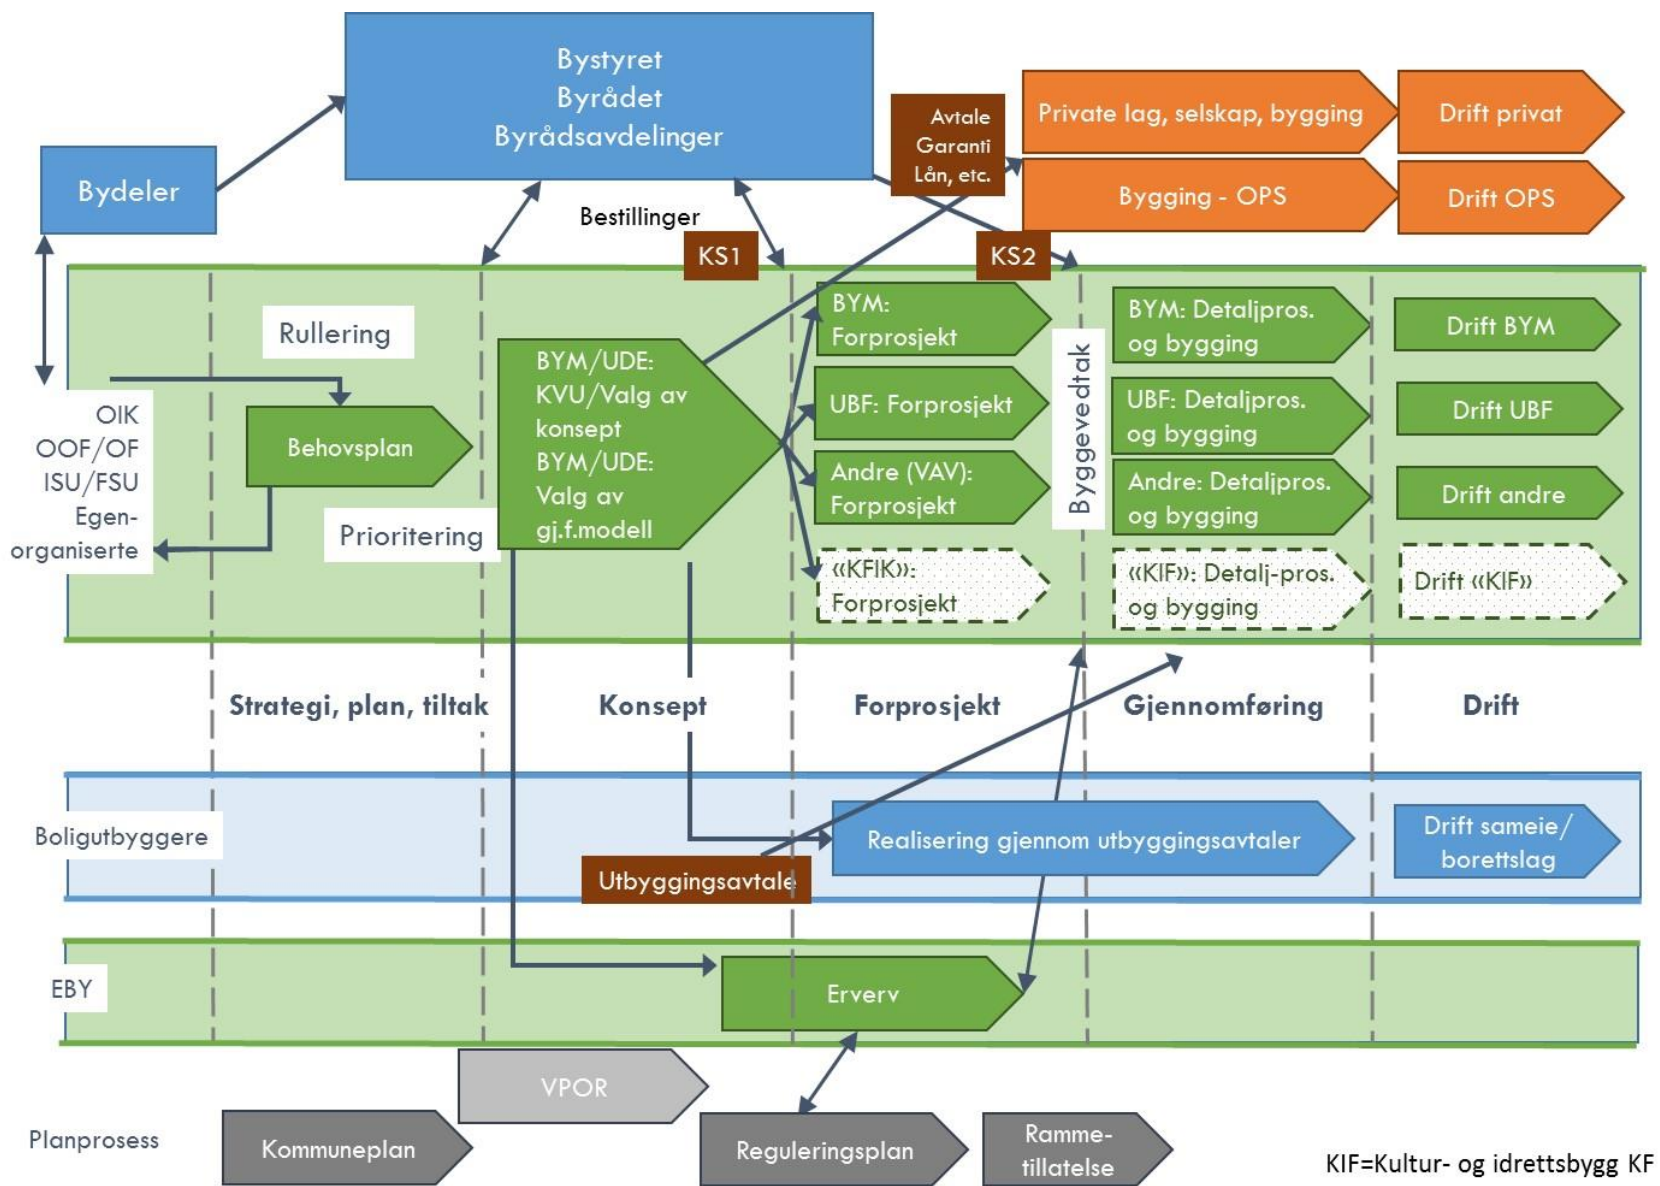 Bystyret
Byrådet
Byrådsavdelinger
Bydeler
Avtale
Garanti
Lån, etc.
Private lag, selskap, bygging
Drift privat
Bygging - OPS
Drift OPS
Bestillinger
KS1
KS2
Rullering
OIK
OOF/OF
ISU/FSU
Egen-
organiserte
Behovsplan
Prioritering
BYM/UDE:
KVU/Valg av
konsept
BYM/UDE:
Valg av
gj.f.modell
BYM:
Forprosjekt
UBF: Forprosjekt
Andre (VAV):
Forprosjekt
«KFIK»:
Forprosjekt
Byggevedtak
BYM: Detaljpros.
og bygging
UBF: Detaljpros.
og bygging
Andre: Detaljpros.
og bygging
«KIF»: Detalj-pros.
og bygging
Drift BYM
Drift UBF
Drift andre
Drift «KIF»
Strategi, plan, tiltak
Konsept
Forprosjekt
Gjennomføring
Drift
Boligutbyggere
Realisering gjennom utbyggingsavtaler
Drift sameie/
borettslag
Utbyggingsavtale
EBY
Erverv
VPOR
Planprosess
Kommuneplan
Reguleringsplan
Ramme-
tillatelse
KIF=Kultur- og idrettsbygg KF